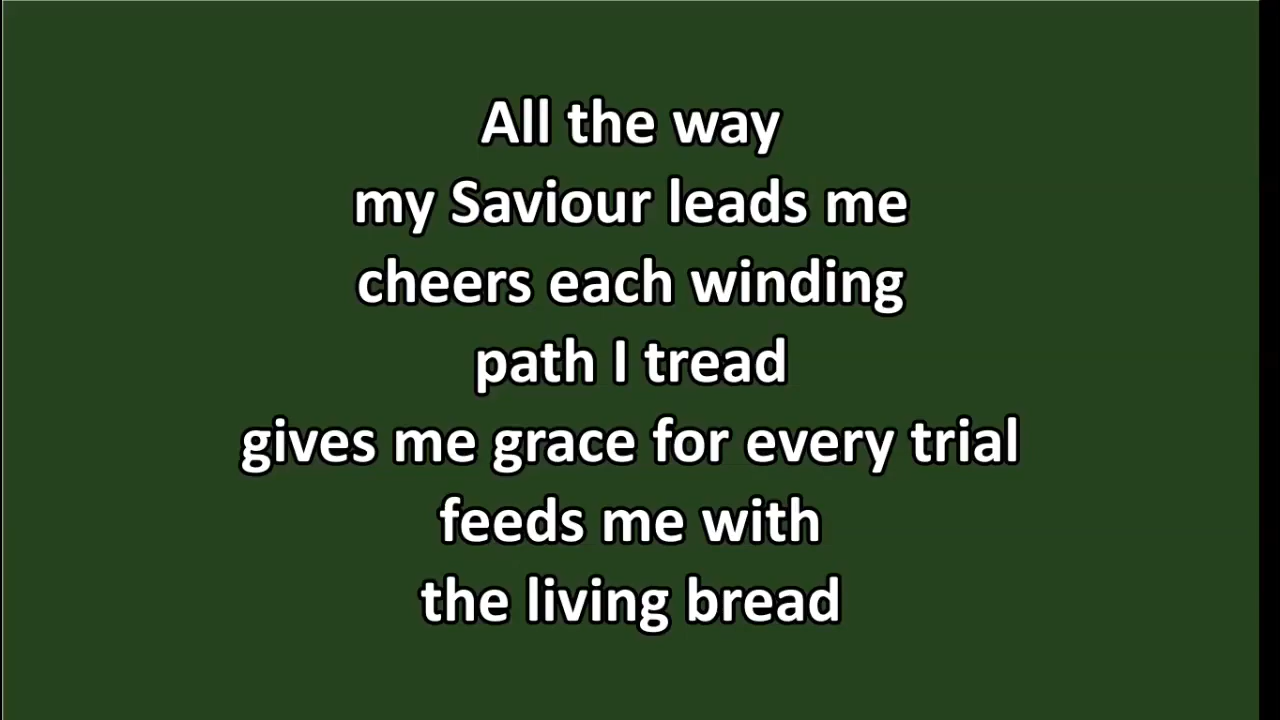 All the way
my Saviour leads me
cheers each winding
path I tread
gives me grace for every trial
feeds me with
the living bread